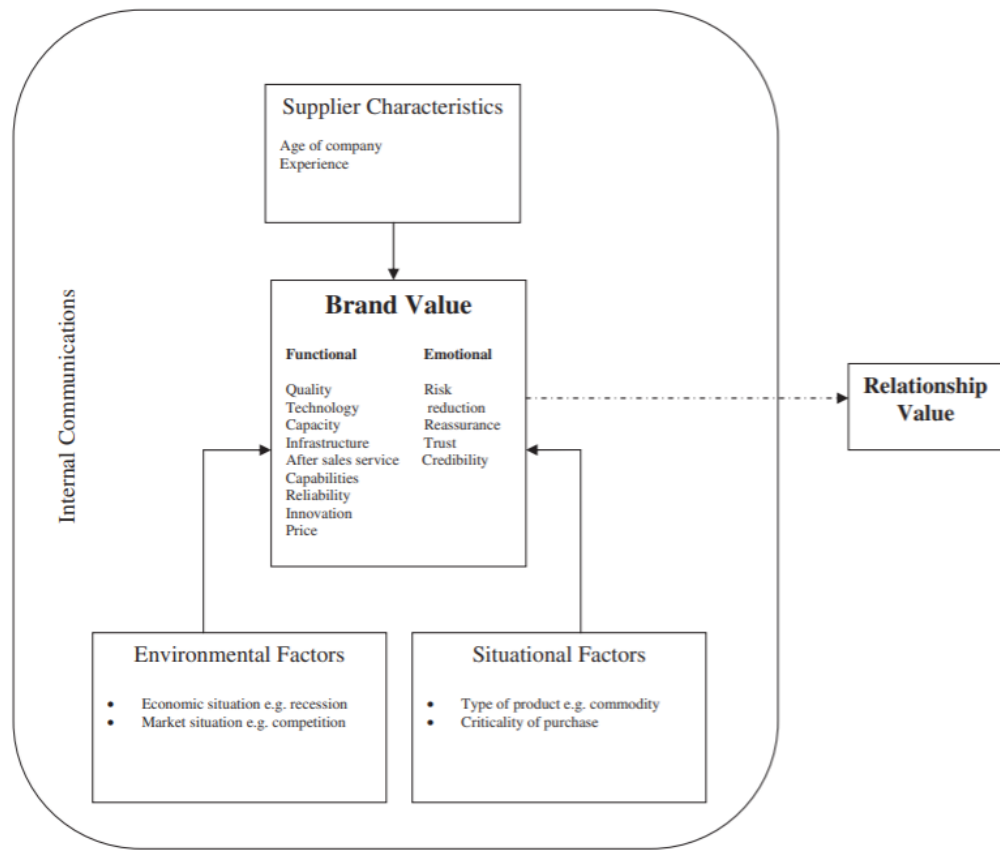 Supplier Characteristics
Age of company
Experience
Internal Communications
Brand Value
Functional
Quality
Technology
Capacity
Infrastructure
After sales service
Capabilities
Reliability
Innovation
Price
Emotional
Risk
reduction
Reassurance
Trust
Credibility
Relationship
Value
Environmental Factors
• Economic situation e.g. recession
• Market situation e.g. competition
Situational Factors
• Type of product e.g. commodity
• Criticality of purchase